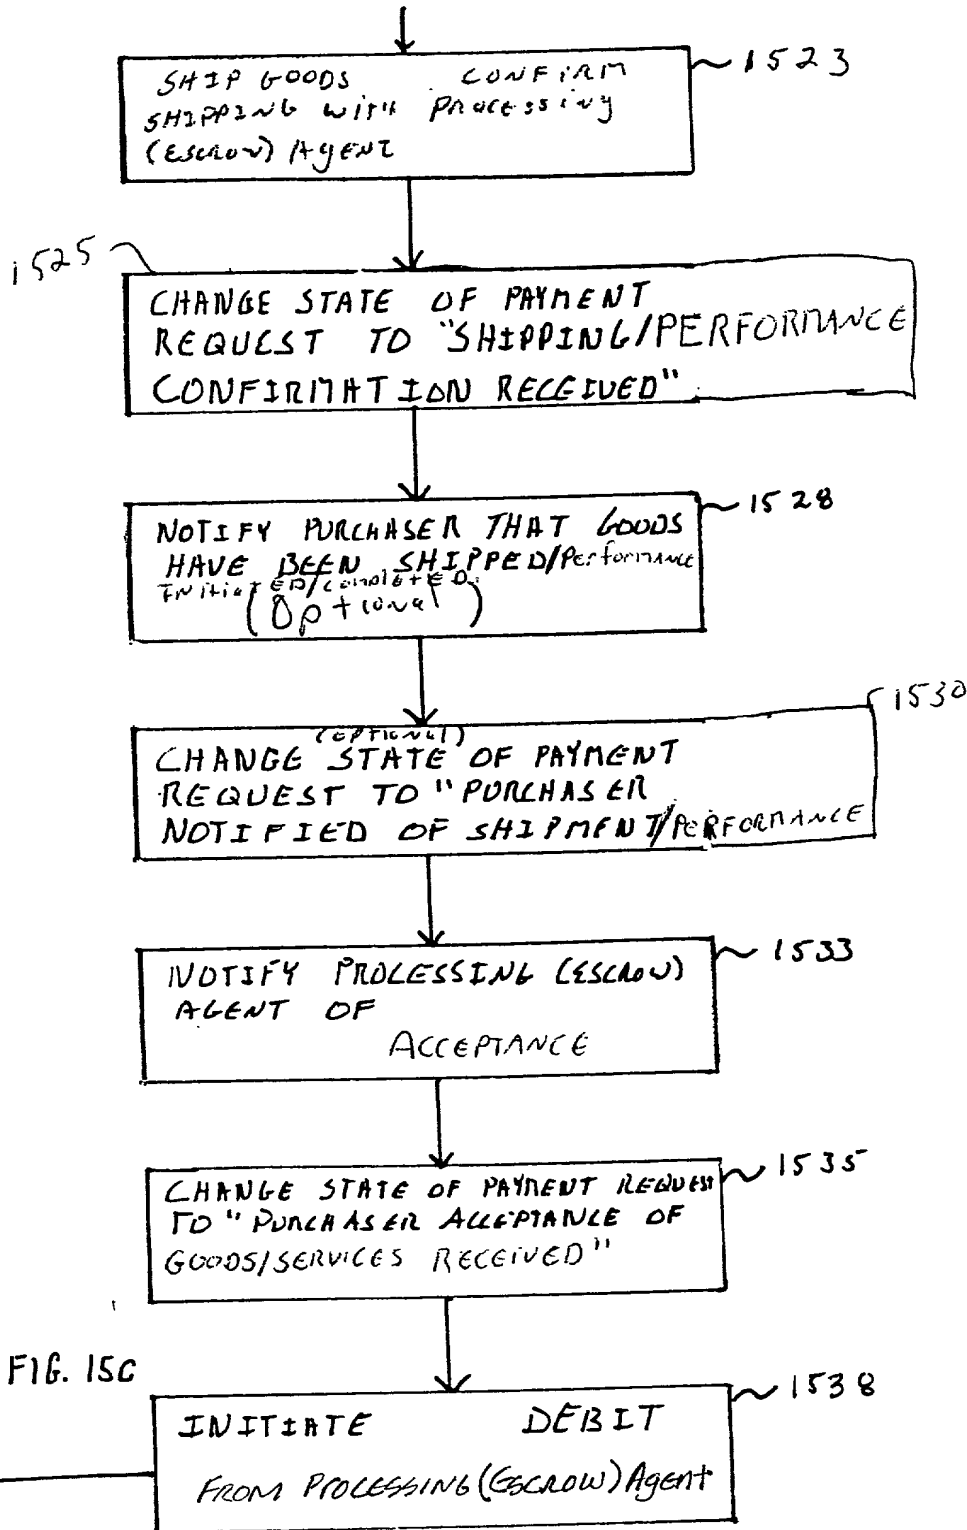 SHIP GOODS CONFIRM
SHIPPING WITH PROCESSING
(ESCROW) AGENT
1523
1525
CHANGE STATE OF PAYMENT
REQUEST TO "SHIPPING/PERFORMANCE
CONFIRMATION RECEIVED"
NOTIFY PURCHASER THAT GOODS
HAVE BEEN SHIPPED/PERFORMANCE
INITIATED/COMPLETED
(OPTIONAL)
1528
1530
(OPTIONAL)
CHANGE STATE OF PAYMENT
REQUEST TO "PURCHASER
NOTIFIED OF SHIPMENT/PERFORMANCE
NOTIFY PROCESSING (ESCROW)
AGENT OF
ACCEPTANCE
1533
CHANGE STATE OF PAYMENT REQUEST
TO "PURCHASER ACCEPTANCE OF
GOODS/SERVICES RECEIVED"
1535
FIG. 15C
INITIATE DEBIT
FROM PROCESSING (ESCROW) Agent
1538